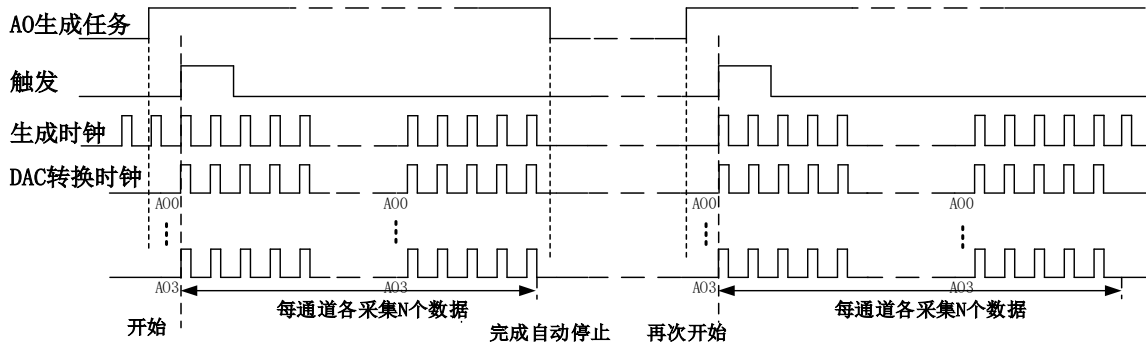 AO生成任务
触发
生成时钟
DAC转换时钟
AO0 AO0 AO0 AO0
AO3 AO3 AO3 AO3
每通道各采集N个数据 每通道各采集N个数据
开始 完成自动停止 再次开始